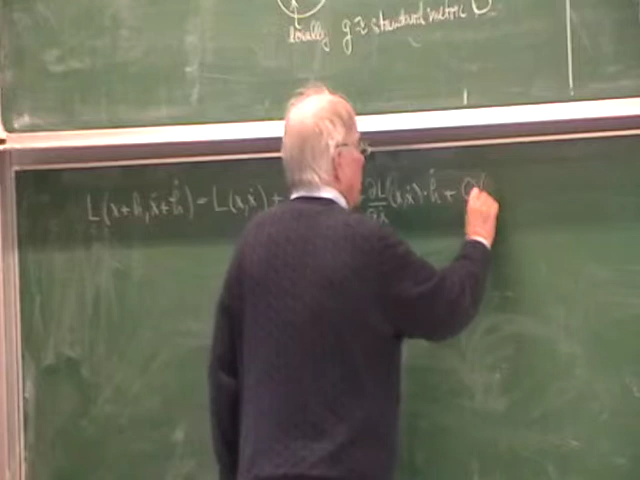 locally g ≈ standard metric
L(x+h, ẋ+ḣ) = L(x,ẋ) + ∂L/∂ẋ (x,ẋ)·ḣ + O(